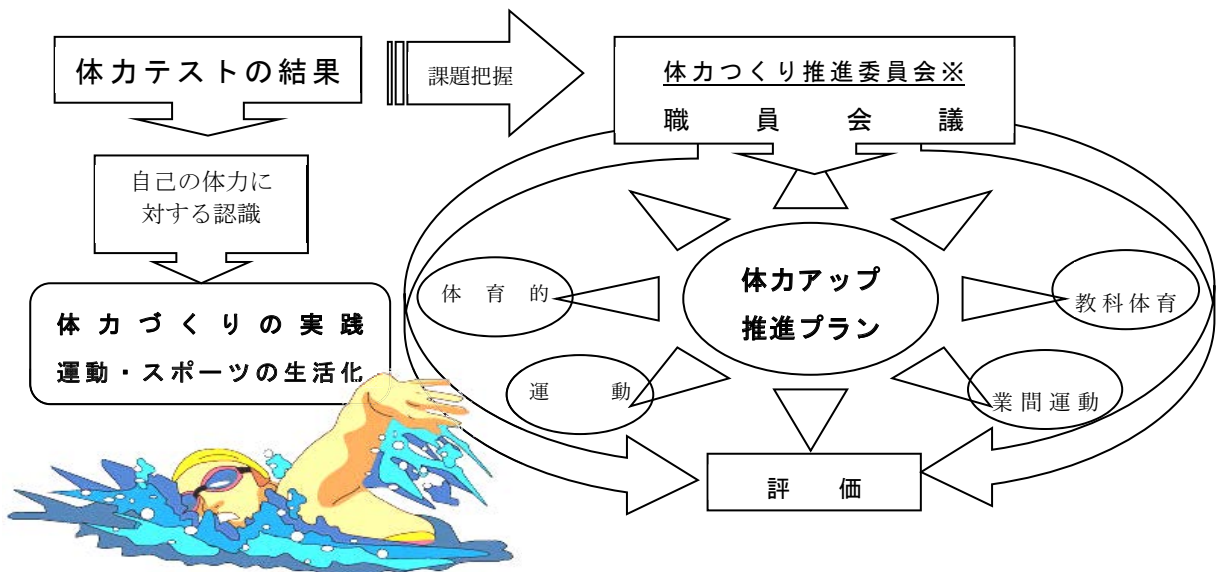 体力テストの結果
課題把握
体力つくり推進委員会※
職員会議
自己の体力に
対する認識
体力アップ
推進プラン
体育的
教科体育
体力づくりの実践
運動・スポーツの生活化
運動
業間運動
評価